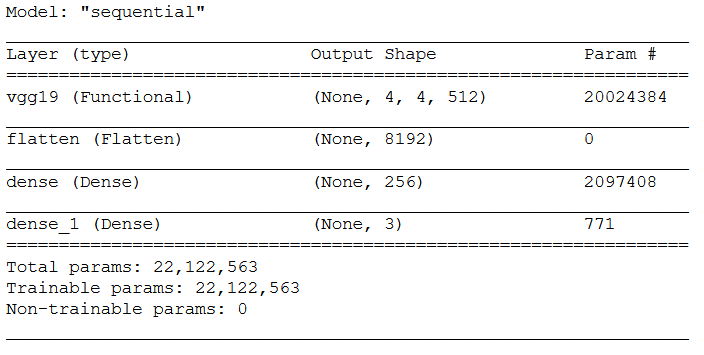 Model: "sequential"
Layer (type) Output Shape Param #
vgg19 (Functional) (None, 4, 4, 512) 20024384
flatten (Flatten) (None, 8192) 0
dense (Dense) (None, 256) 2097408
dense_1 (Dense) (None, 3) 771
Total params: 22,122,563
Trainable params: 22,122,563
Non-trainable params: 0